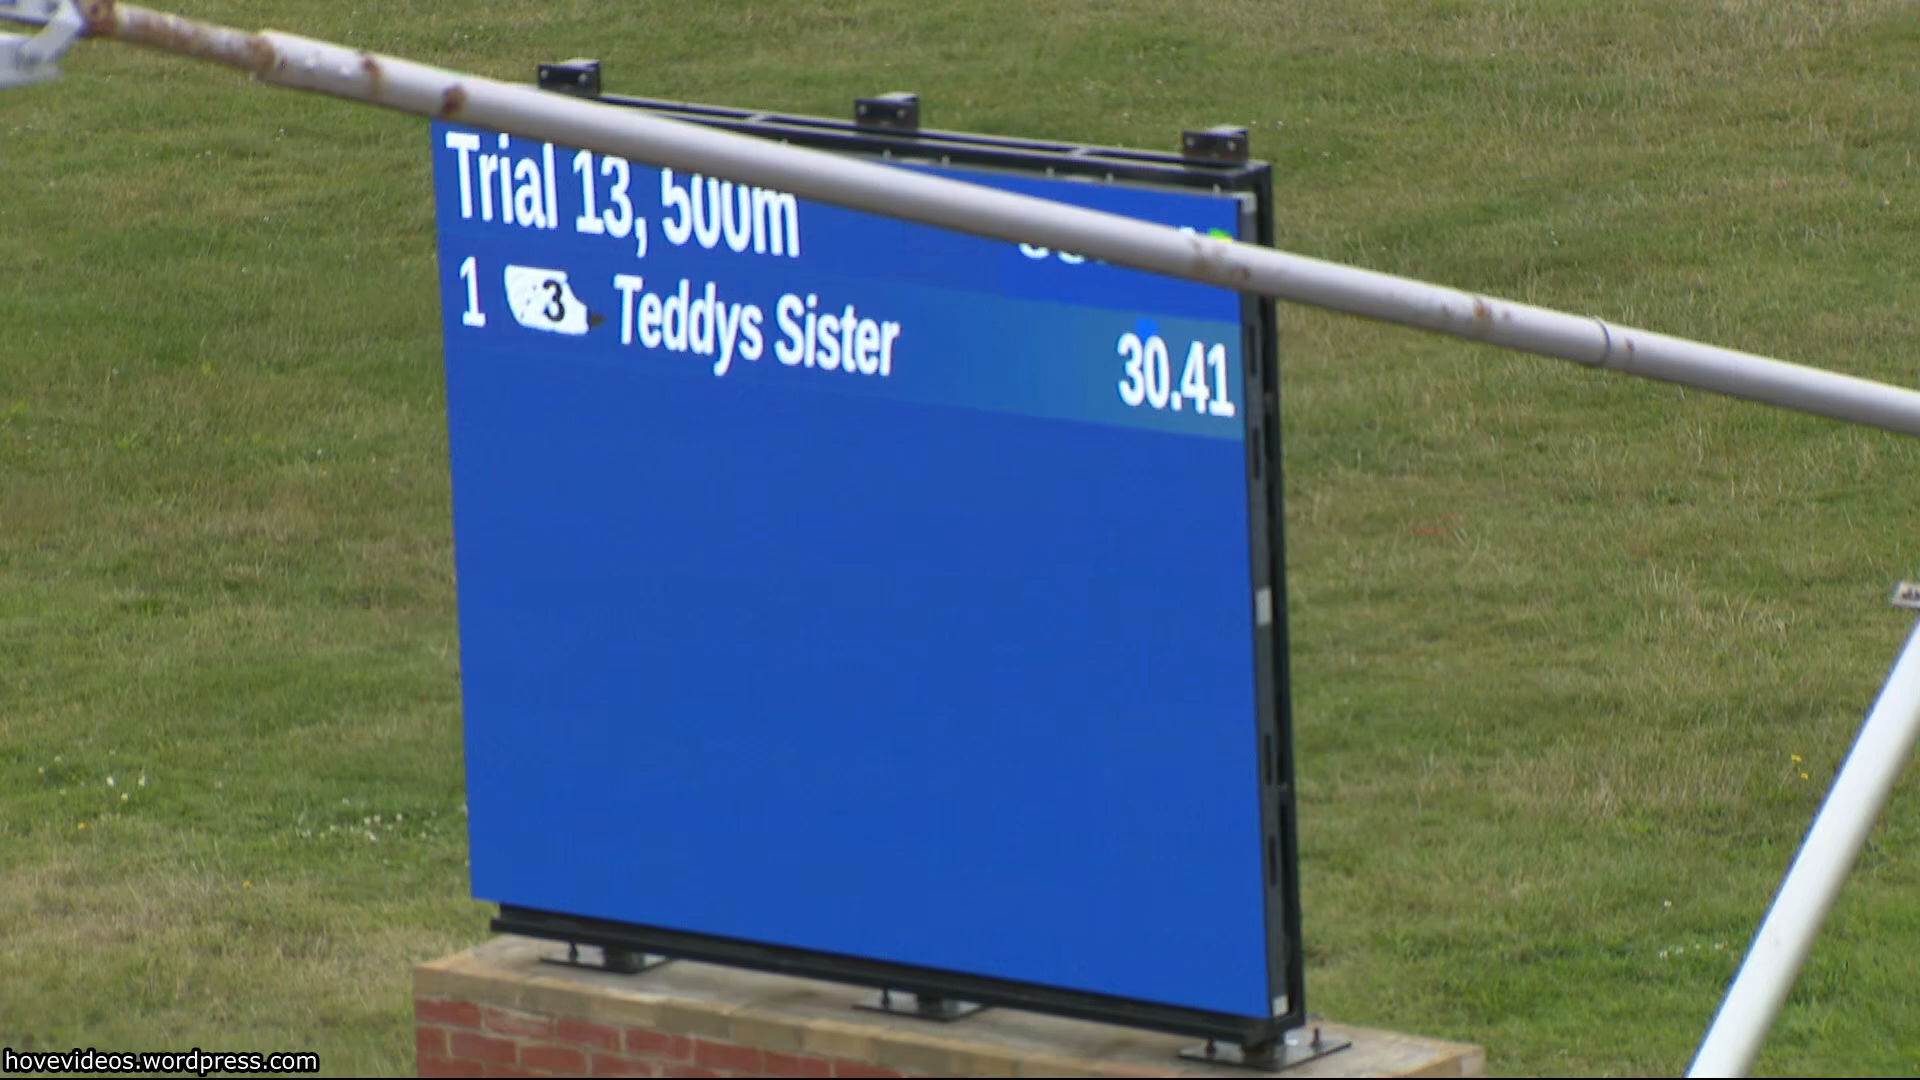 Trial 13, 500m
1 3 Teddys Sister 30.41
hovevideos.wordpress.com